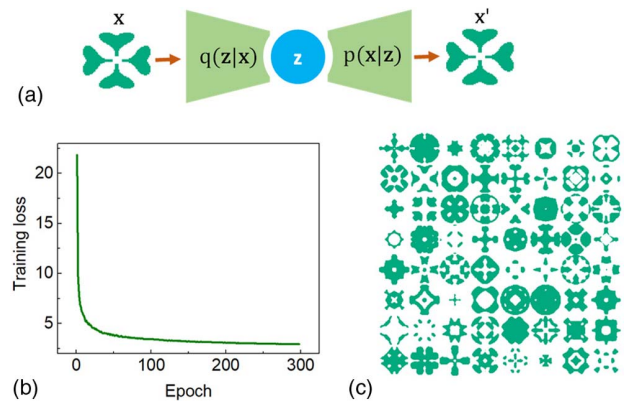 x
q(z|x)
z
p(x|z)
x'
(a)
20
15
10
5
Training loss
0
100
200
300
Epoch
(b)
(c)